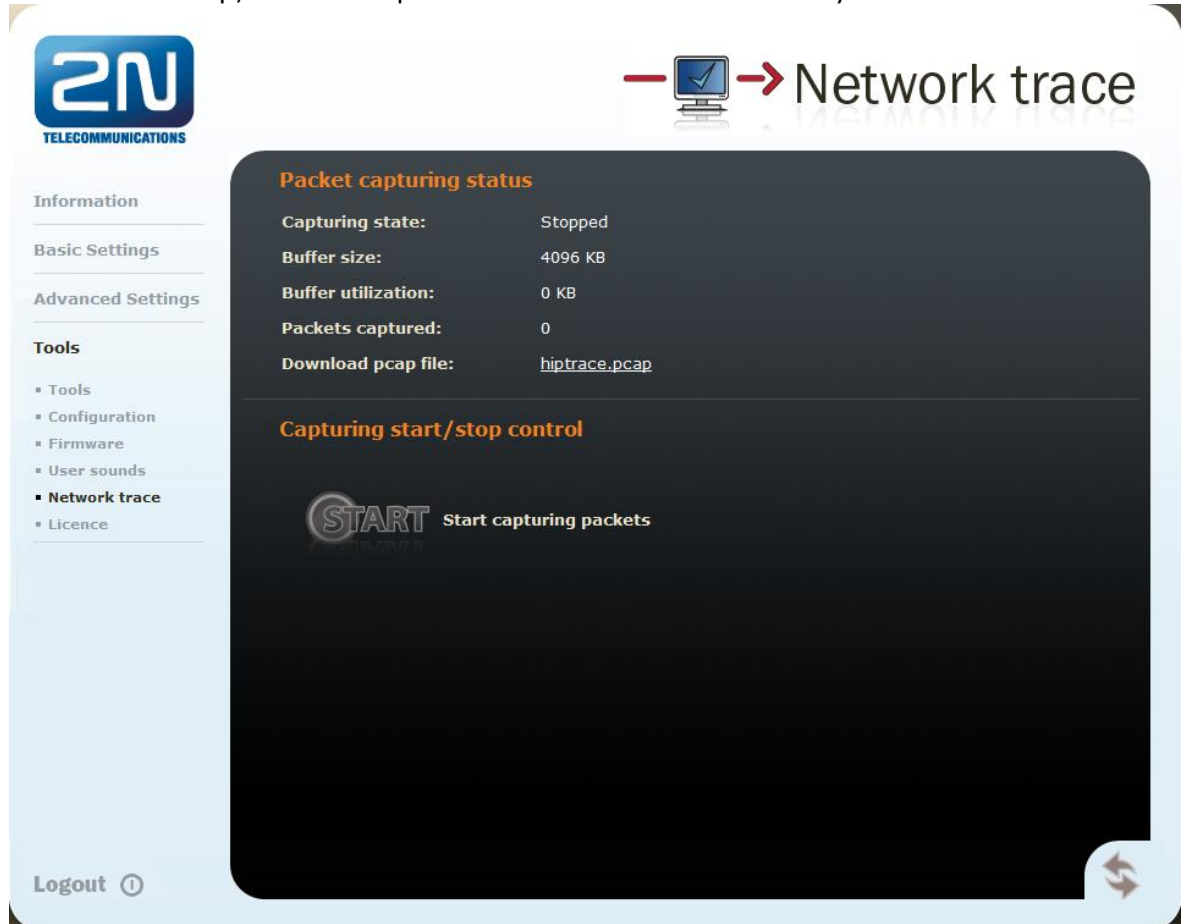 2N
TELECOMMUNICATIONS
Network trace
Information
Basic Settings
Advanced Settings
Tools
Tools
Configuration
Firmware
User sounds
Network trace
Licence
Logout
Packet capturing status
Capturing state: Stopped
Buffer size: 4096 KB
Buffer utilization: 0 KB
Packets captured: 0
Download pcap file: hiptrace.pcap
Capturing start/stop control
START Start capturing packets